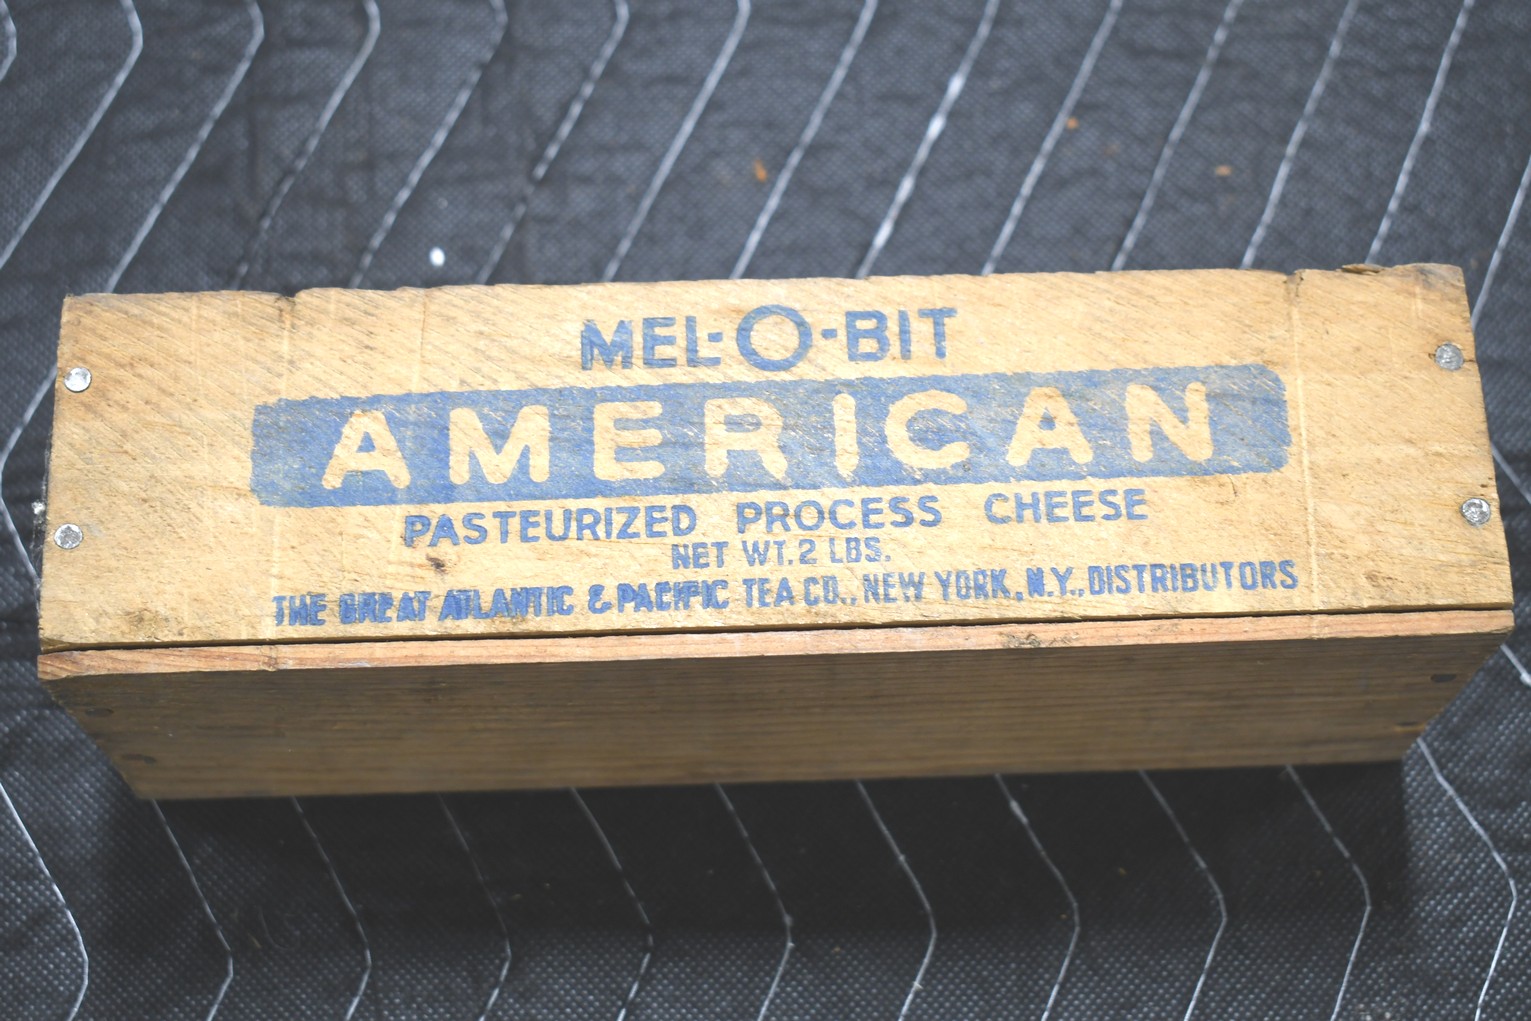 MEL-O-BIT
AMERICAN
PASTEURIZED PROCESS CHEESE
NET WT. 2 LBS.
THE GREAT ATLANTIC & PACIFIC TEA CO., NEW YORK, N.Y., DISTRIBUTORS